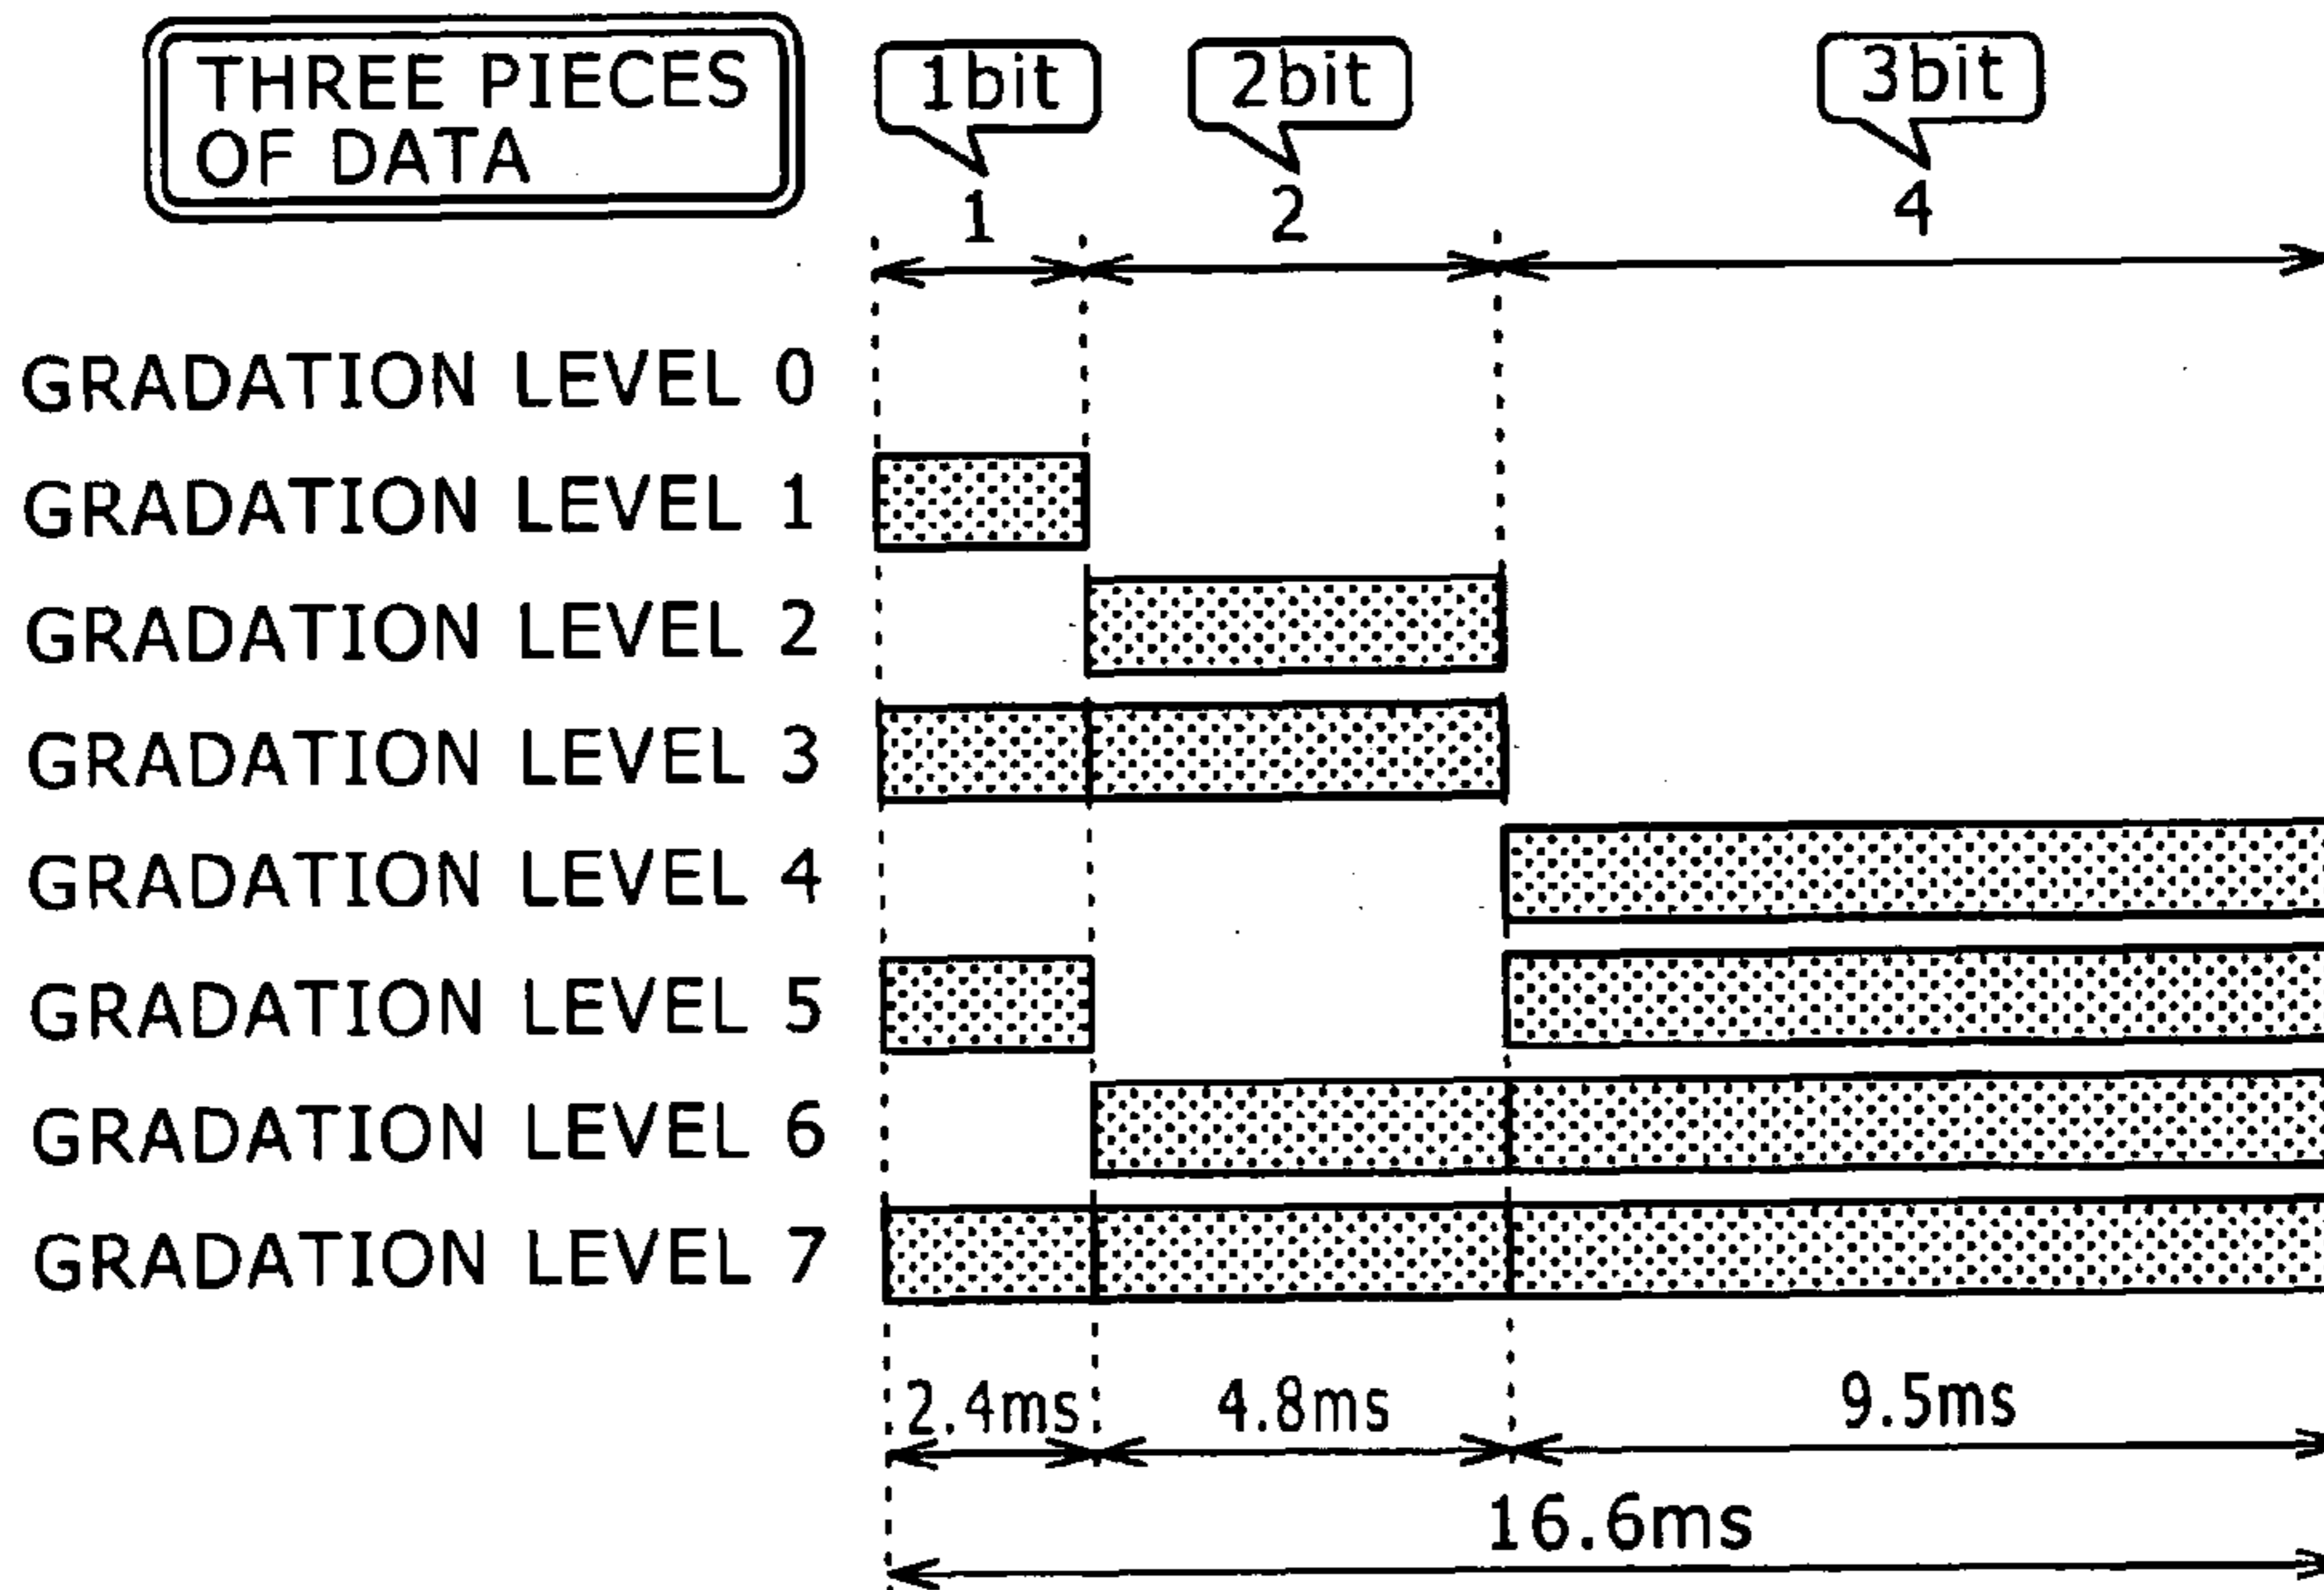 THREE PIECES
OF DATA
1bit
2bit
3bit
1
2
4
GRADATION LEVEL 0
GRADATION LEVEL 1
GRADATION LEVEL 2
GRADATION LEVEL 3
GRADATION LEVEL 4
GRADATION LEVEL 5
GRADATION LEVEL 6
GRADATION LEVEL 7
2.4ms
4.8ms
9.5ms
16.6ms